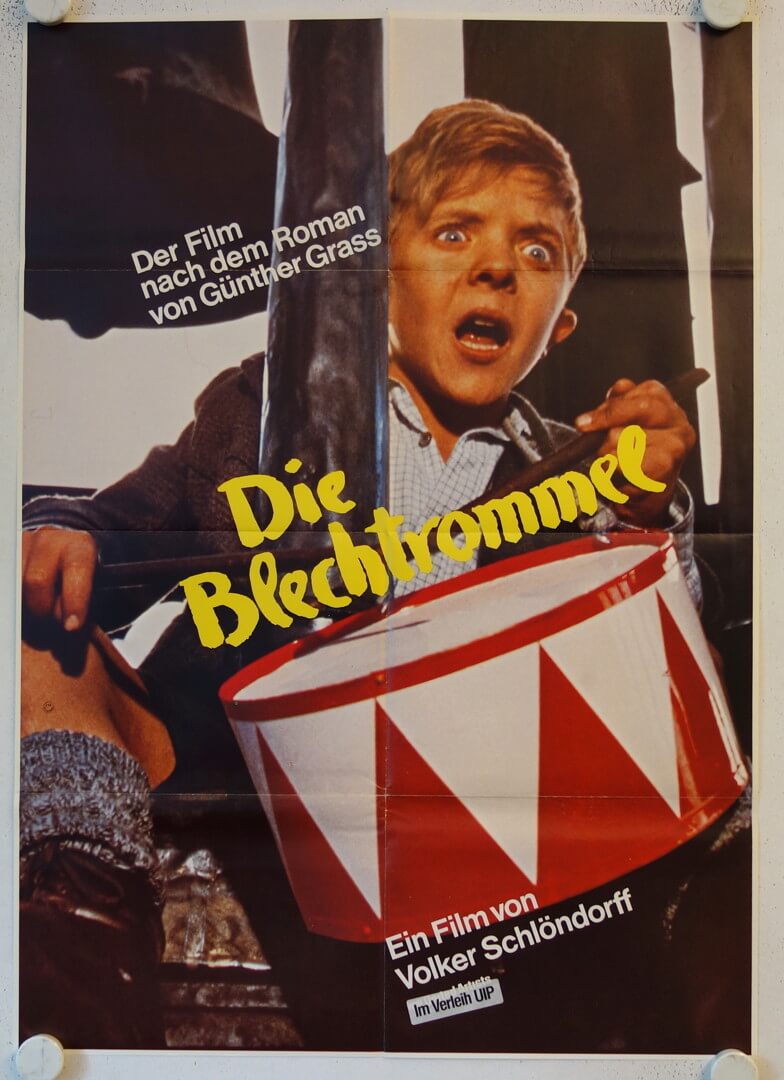 Der Film
nach dem Roman
von Günther Grass
Die
Blechtrommel
Ein Film von
Volker Schlöndorff
Im Verleih UIP